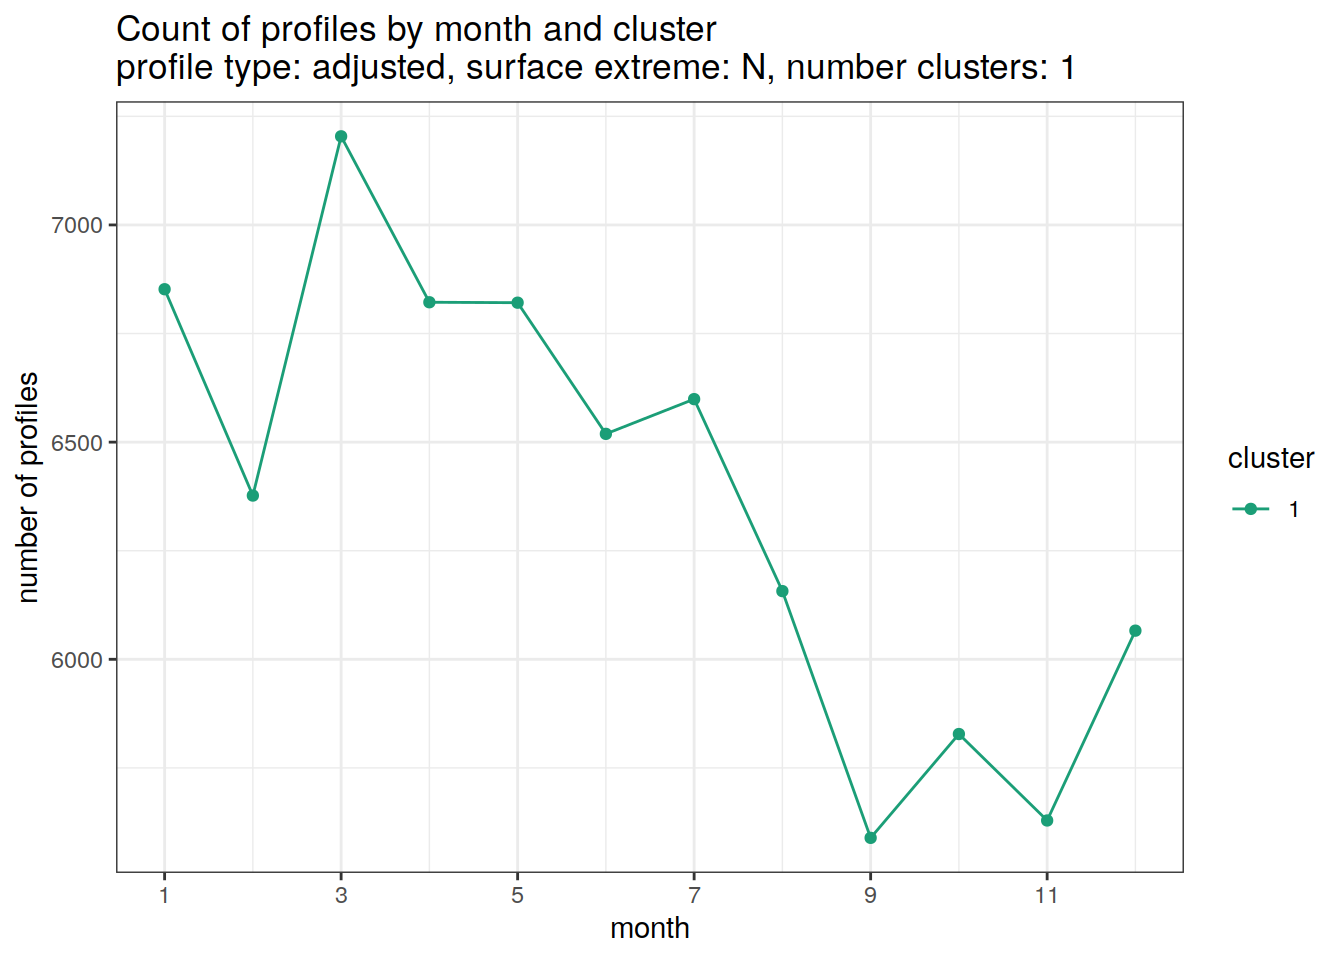 Count of profiles by month and cluster
profile type: adjusted, surface extreme: N, number clusters: 1
number of profiles
7000
6500
6000
1 3 5 7 9 11
month
cluster
1